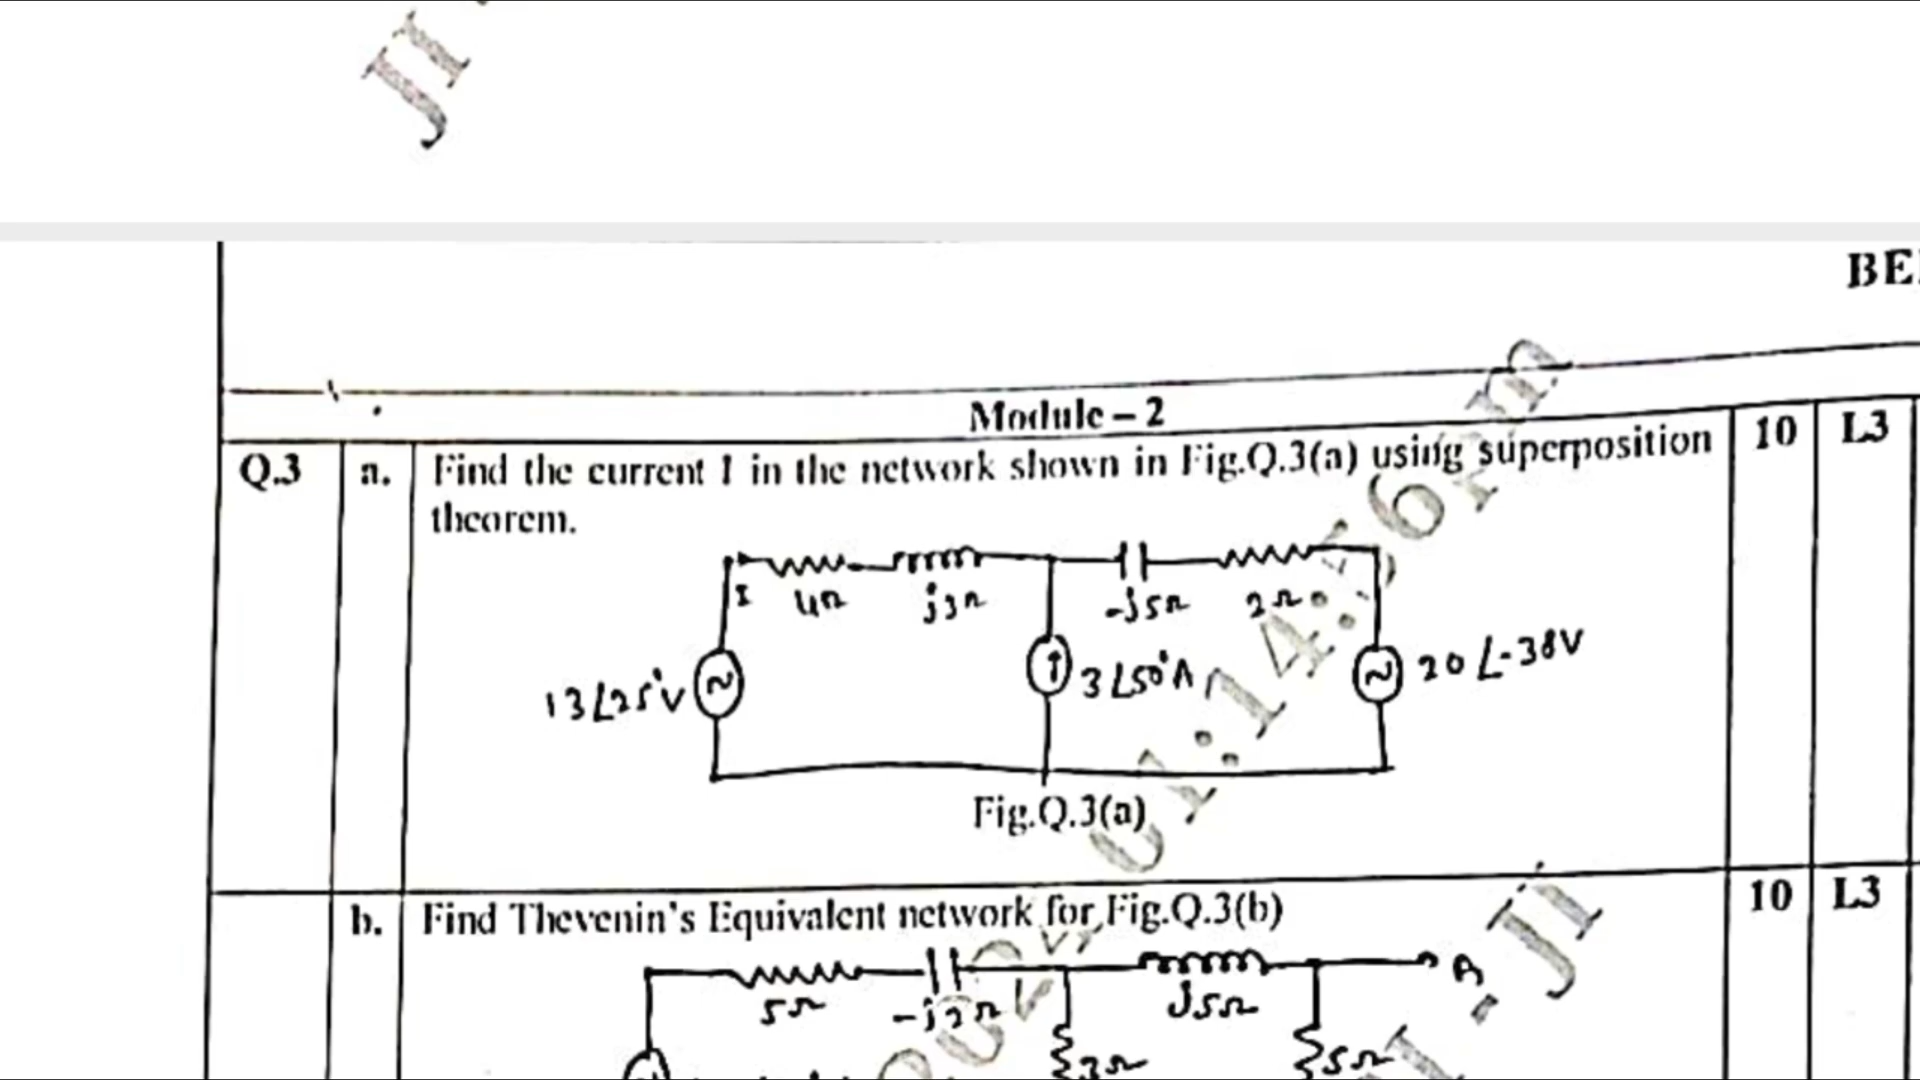 JI
BE
Module – 2
Q.3 a. Find the current I in the network shown in Fig.Q.3(a) using superposition 10 L3
theorem.
I 4Ω j3Ω -j5Ω 2Ω
13∠25°V 3∠50°A 20∠-38V
Fig.Q.3(a)
b. Find Thevenin's Equivalent network for Fig.Q.3(b) 10 L3
5Ω -j2Ω j5Ω A
3Ω 5Ω